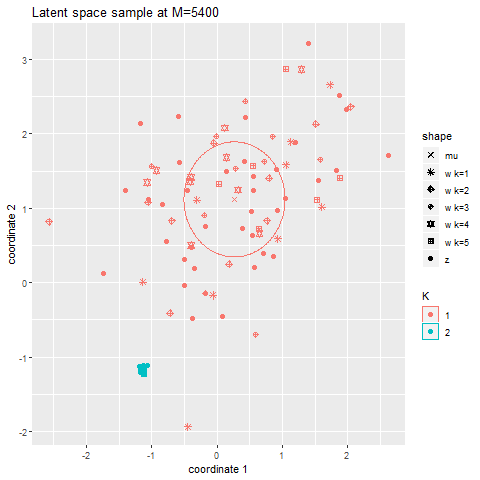 Latent space sample at M=5400
3
2
1
0
-1
-2
coordinate 2
-2
-1
0
1
2
coordinate 1
shape
mu
w k=1
w k=2
w k=3
w k=4
w k=5
z
K
1
2